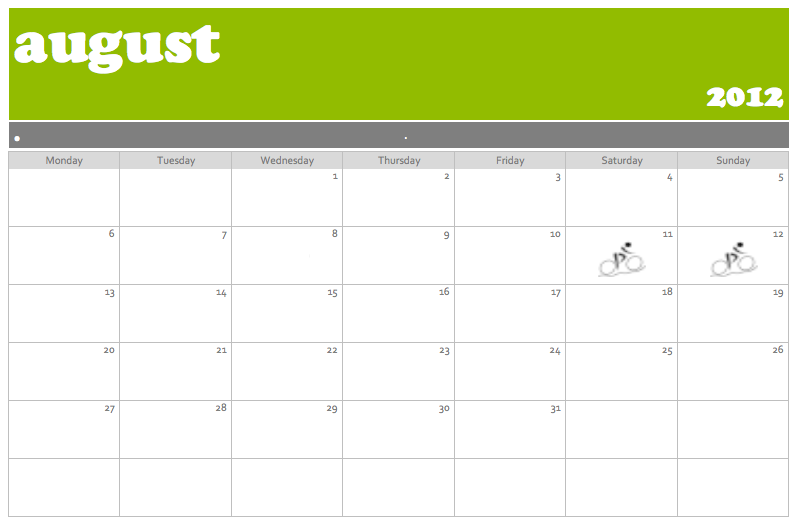 august
2012
Monday Tuesday Wednesday Thursday Friday Saturday Sunday
1 2 3 4 5
6 7 8 9 10 11 12
13 14 15 16 17 18 19
20 21 22 23 24 25 26
27 28 29 30 31